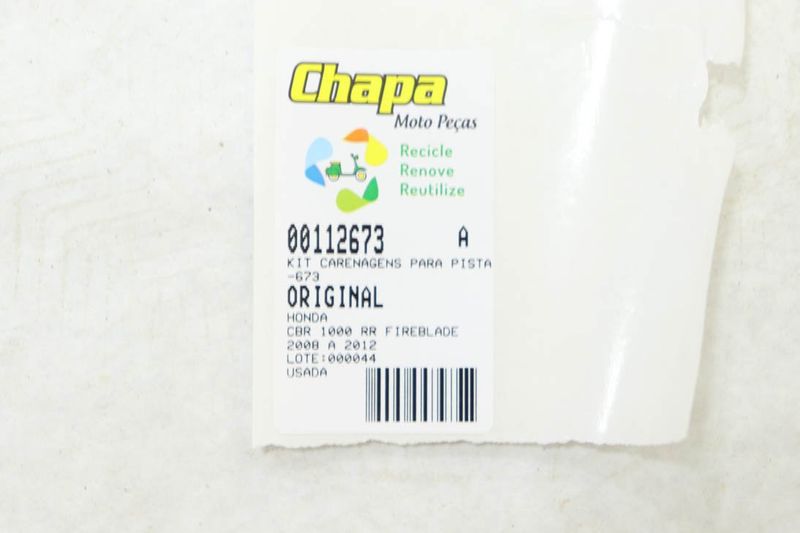 Chapa
Moto Peças
Recicle
Renove
Reutilize
00112673 A
KIT CARENAGENS PARA PISTA
-673
ORIGINAL
HONDA
CBR 1000 RR FIREBLADE
2008 A 2012
LOTE:000044
USADA